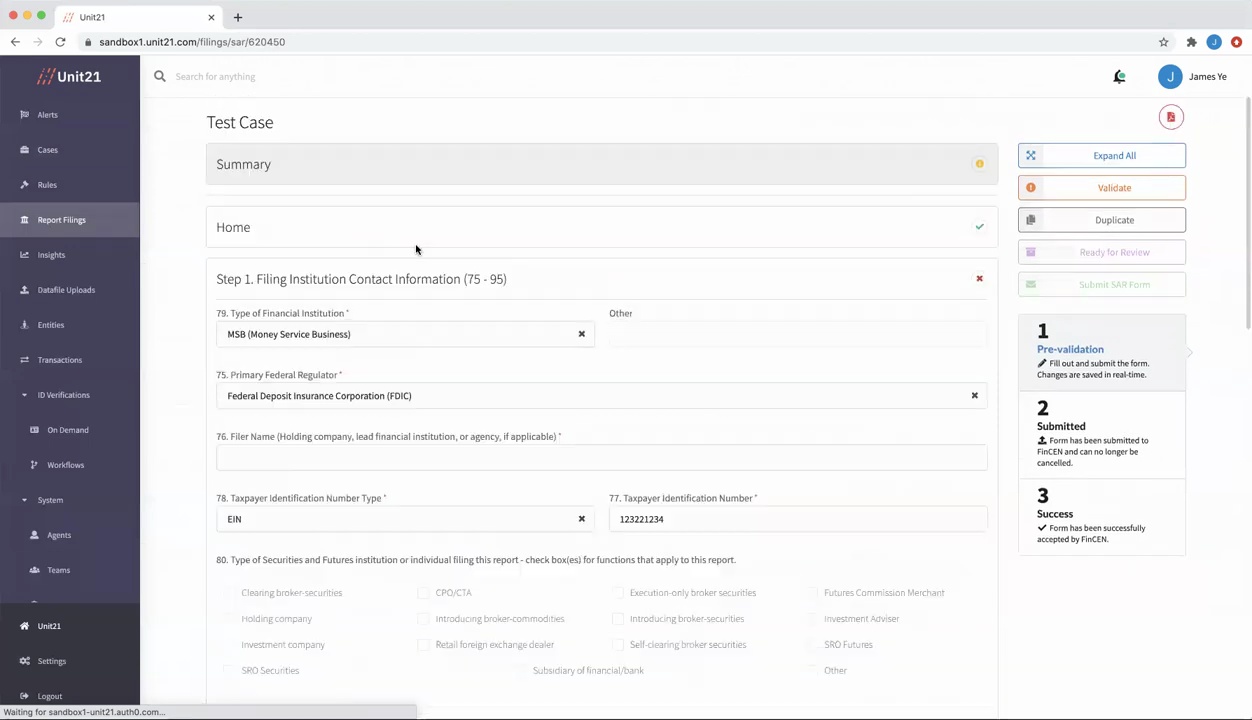 Unit21
sandbox1.unit21.com/filings/sar/620450
J
Unit21
Search for anything
J
James Ye
Alerts
Cases
Rules
Report Filings
Insights
Datafile Uploads
Entities
Transactions
ID Verifications
On Demand
Workflows
System
Agents
Teams
Unit21
Settings
Logout
Test Case
Summary
Home
Step 1. Filing Institution Contact Information (75 - 95)
79. Type of Financial Institution *
Other
MSB (Money Service Business)
75. Primary Federal Regulator *
Federal Deposit Insurance Corporation (FDIC)
76. Filer Name (Holding company, lead financial institution, or agency, if applicable) *
78. Taxpayer Identification Number Type *
77. Taxpayer Identification Number *
EIN
123221234
80. Type of Securities and Futures institution or individual filing this report - check box(es) for functions that apply to this report.
Clearing broker-securities
CPO/CTA
Execution-only broker securities
Futures Commission Merchant
Holding company
Introducing broker-commodities
Introducing broker-securities
Investment Adviser
Investment company
Retail foreign exchange dealer
Self-clearing broker securities
SRO Futures
SRO Securities
Subsidiary of financial/bank
Other
Expand All
Validate
Duplicate
Ready for Review
Submit SAR Form
1
Pre-validation
Fill out and submit the form.
Changes are saved in real-time.
2
Submitted
Form has been submitted to
FinCEN and can no longer be
cancelled.
3
Success
Form has been successfully
accepted by FinCEN.
Waiting for sandbox1-unit21.auth0.com...